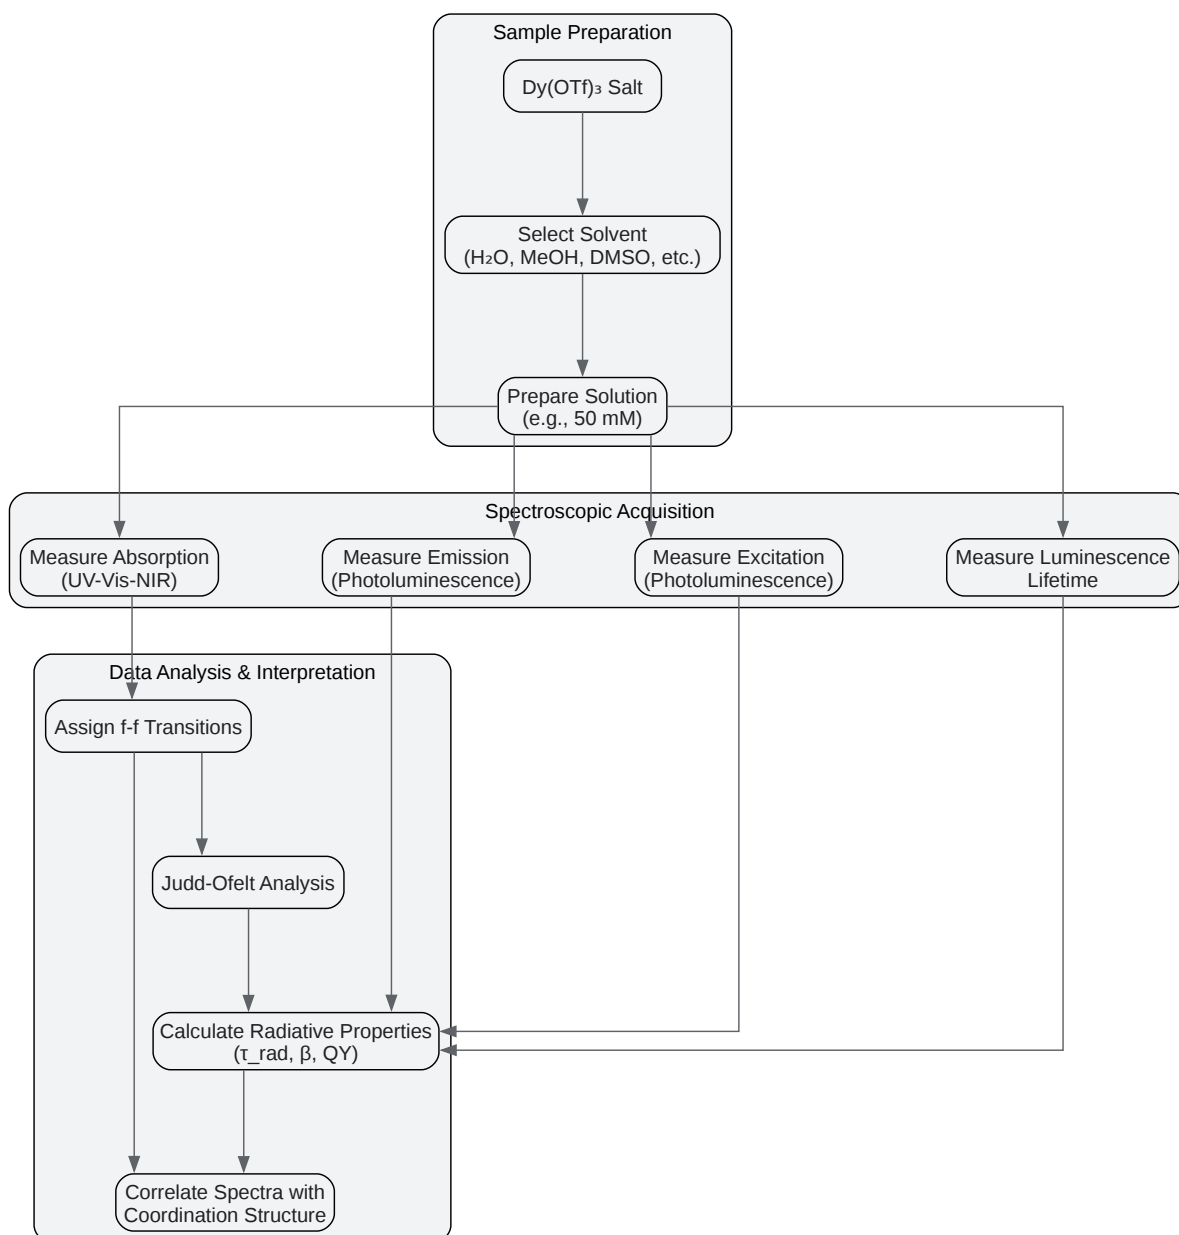 Sample Preparation
Dy(OTf)₃ Salt
Select Solvent
(H₂O, MeOH, DMSO, etc.)
Prepare Solution
(e.g., 50 mM)
Spectroscopic Acquisition
Measure Absorption
(UV-Vis-NIR)
Measure Emission
(Photoluminescence)
Measure Excitation
(Photoluminescence)
Measure Luminescence
Lifetime
Data Analysis & Interpretation
Assign f-f Transitions
Judd-Ofelt Analysis
Calculate Radiative Properties
(τ_rad, β, QY)
Correlate Spectra with
Coordination Structure